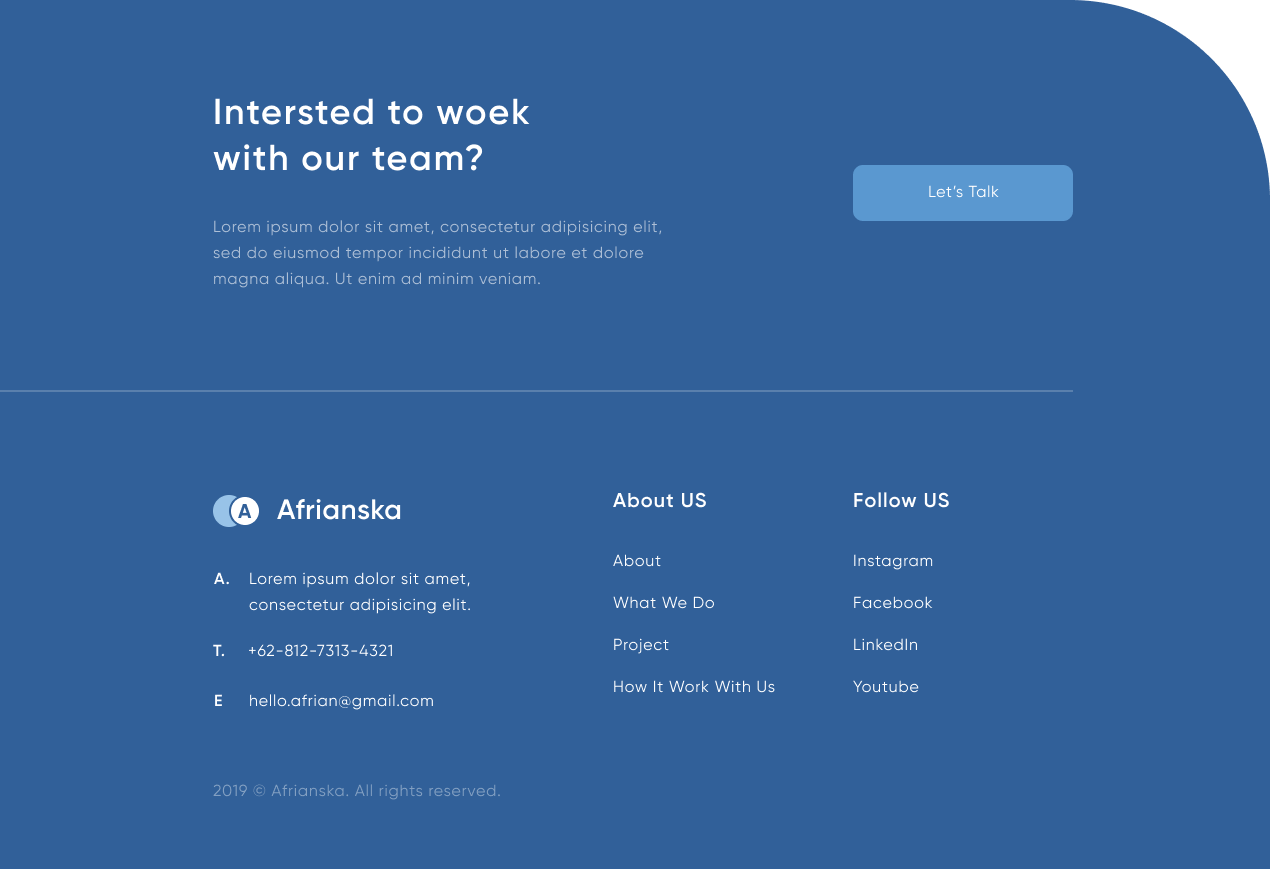 Intersted to woek
with our team?
Lorem ipsum dolor sit amet, consectetur adipisicing elit,
sed do eiusmod tempor incididunt ut labore et dolore
magna aliqua. Ut enim ad minim veniam.
Let’s Talk
A Afrianska
A. Lorem ipsum dolor sit amet,
consectetur adipisicing elit.
T. +62-812-7313-4321
E hello.afrian@gmail.com
About US
About
What We Do
Project
How It Work With Us
Follow US
Instagram
Facebook
LinkedIn
Youtube
2019 © Afrianska. All rights reserved.